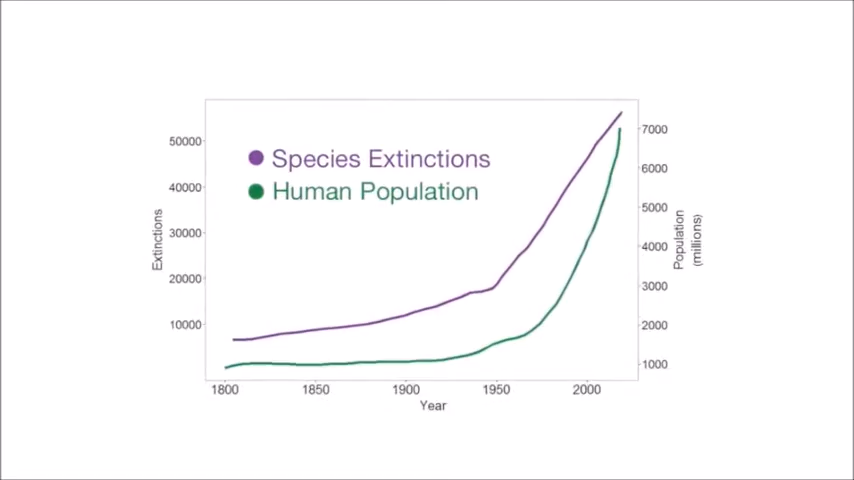 Species Extinctions
Human Population
50000
40000
30000
20000
10000
Extinctions
7000
6000
5000
4000
3000
2000
1000
Population
(millions)
1800
1850
1900
1950
2000
Year